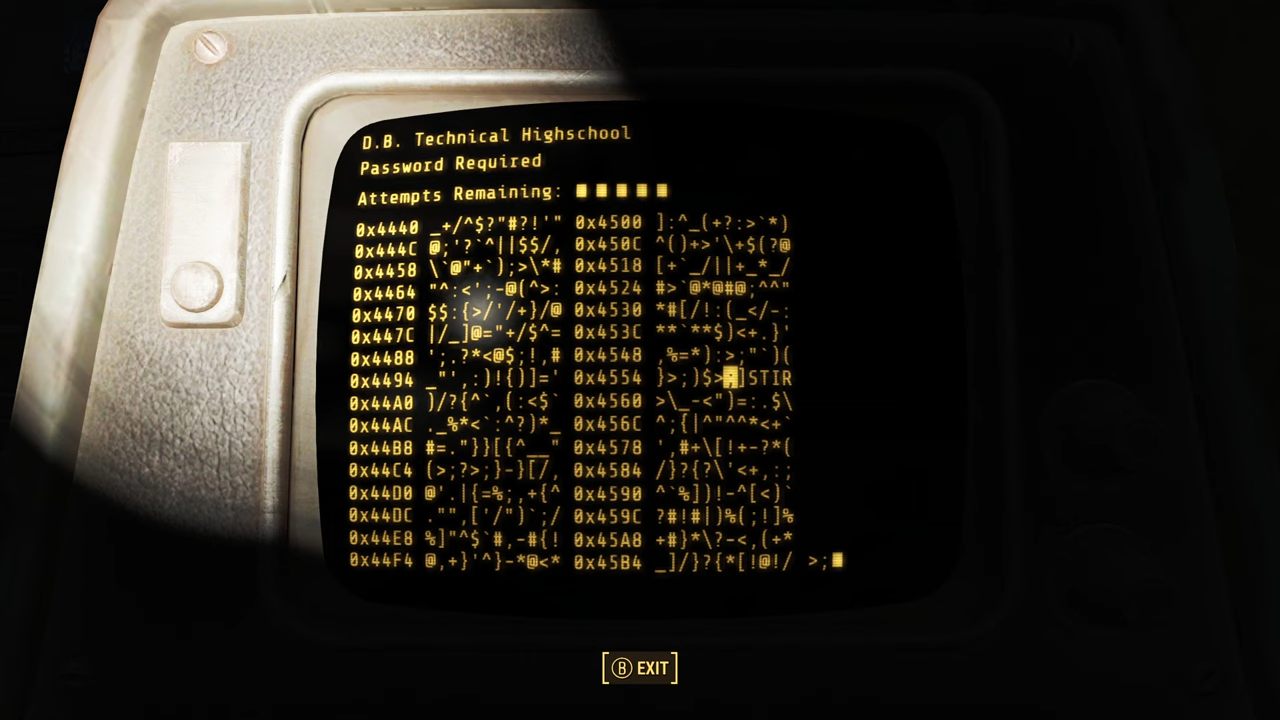 D.B. Technical Highschool
Password Required
Attempts Remaining: ■ ■ ■ ■ ■
0x4440 _+/^$?"#?!'" 0x4500 ]:^_(+?:>`*)
0x444C @;'?`^||$$/, 0x450C ^()+>'\+$(?@
0x4458 \`@"+`);>\*# 0x4518 [+`_/||+_*_/
0x4464 "^:<';-@(^>: 0x4524 #>`@*@#@;^^"
0x4470 $$:{>/'/+}/@ 0x4530 *#[/!:(_</-:
0x447C |/_]@="+/$^= 0x453C **`**$)<+.}'
0x4488 ';.?*<@$;!,# 0x4548 ,%=*):>;"`)(
0x4494 _"',:)!{)]=' 0x4554 }>;)$> ]STIR
0x44A0 )/?{^`,(:<$` 0x4560 >\_-<")=:.$\
0x44AC ._%*<`:^?)*_ 0x456C ^;{|^"^^*<+`
0x44B8 #=."}}[{^__" 0x4578 ',#+\[!+-?*(
0x44C4 (>;?>;}-}[/, 0x4584 /}?{?\'<+,:;
0x44D0 @'.|{=%;,+{^ 0x4590 ^`%])!-^[<)`
0x44DC ."",['/")`;/ 0x459C ?#!#|)%(;!]%
0x44E8 %]"^$`#,-#{! 0x45A8 +#}*\?-<,(+*
0x44F4 @,+}'^}-*@<* 0x45B4 _]/}?{*[!@!/ >;■
[Ⓑ EXIT]